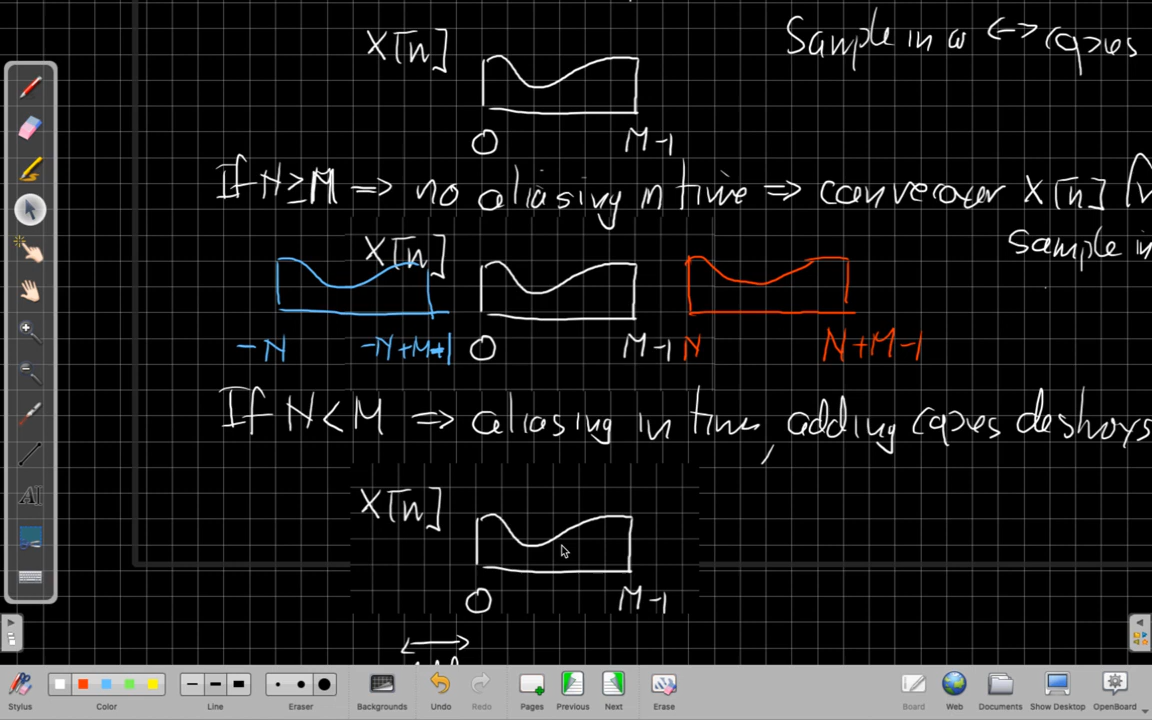 Sample in ω <-> copies
X[n]
0 M-1
If N≥M => no aliasing in time => can recover X[n]
X[n]
Sample in
-N -N+M-1 0 M-1 N N+M-1
If N<M => aliasing in time, adding copies destroys
X[n]
0 M-1
Stylus Color Line Eraser Backgrounds Undo Redo Pages Previous Next Erase Board Web Documents Show Desktop OpenBoard